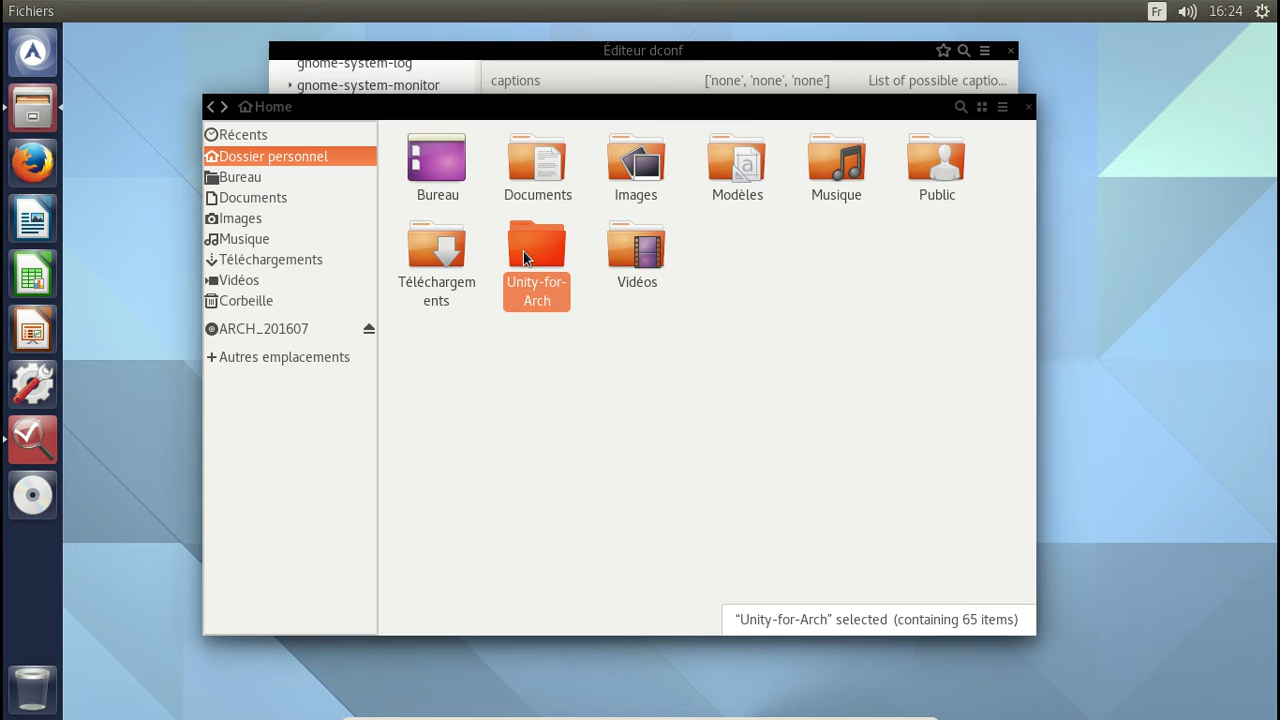 Fichiers
Fr 16:24
Éditeur dconf
gnome-system-log
gnome-system-monitor
captions ['none', 'none', 'none'] List of possible captio...
Home
Récents
Dossier personnel
Bureau
Documents
Images
Musique
Téléchargements
Vidéos
Corbeille
ARCH_201607
Autres emplacements
Bureau Documents Images Modèles Musique Public
Téléchargem
ents
Unity-for-
Arch
Vidéos
“Unity-for-Arch” selected (containing 65 items)